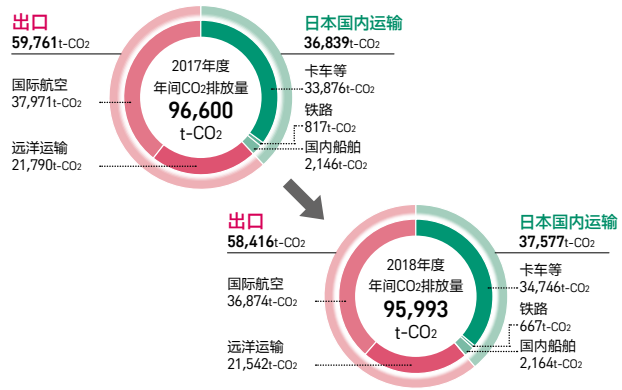 出口
59,761t-CO2
国际航空
37,971t-CO2
远洋运输
21,790t-CO2
2017年度
年间CO2排放量
96,600
t-CO2
日本国内运输
36,839t-CO2
卡车等
33,876t-CO2
铁路
817t-CO2
国内船舶
2,146t-CO2
出口
58,416t-CO2
国际航空
36,874t-CO2
远洋运输
21,542t-CO2
2018年度
年间CO2排放量
95,993
t-CO2
日本国内运输
37,577t-CO2
卡车等
34,746t-CO2
铁路
667t-CO2
国内船舶
2,164t-CO2